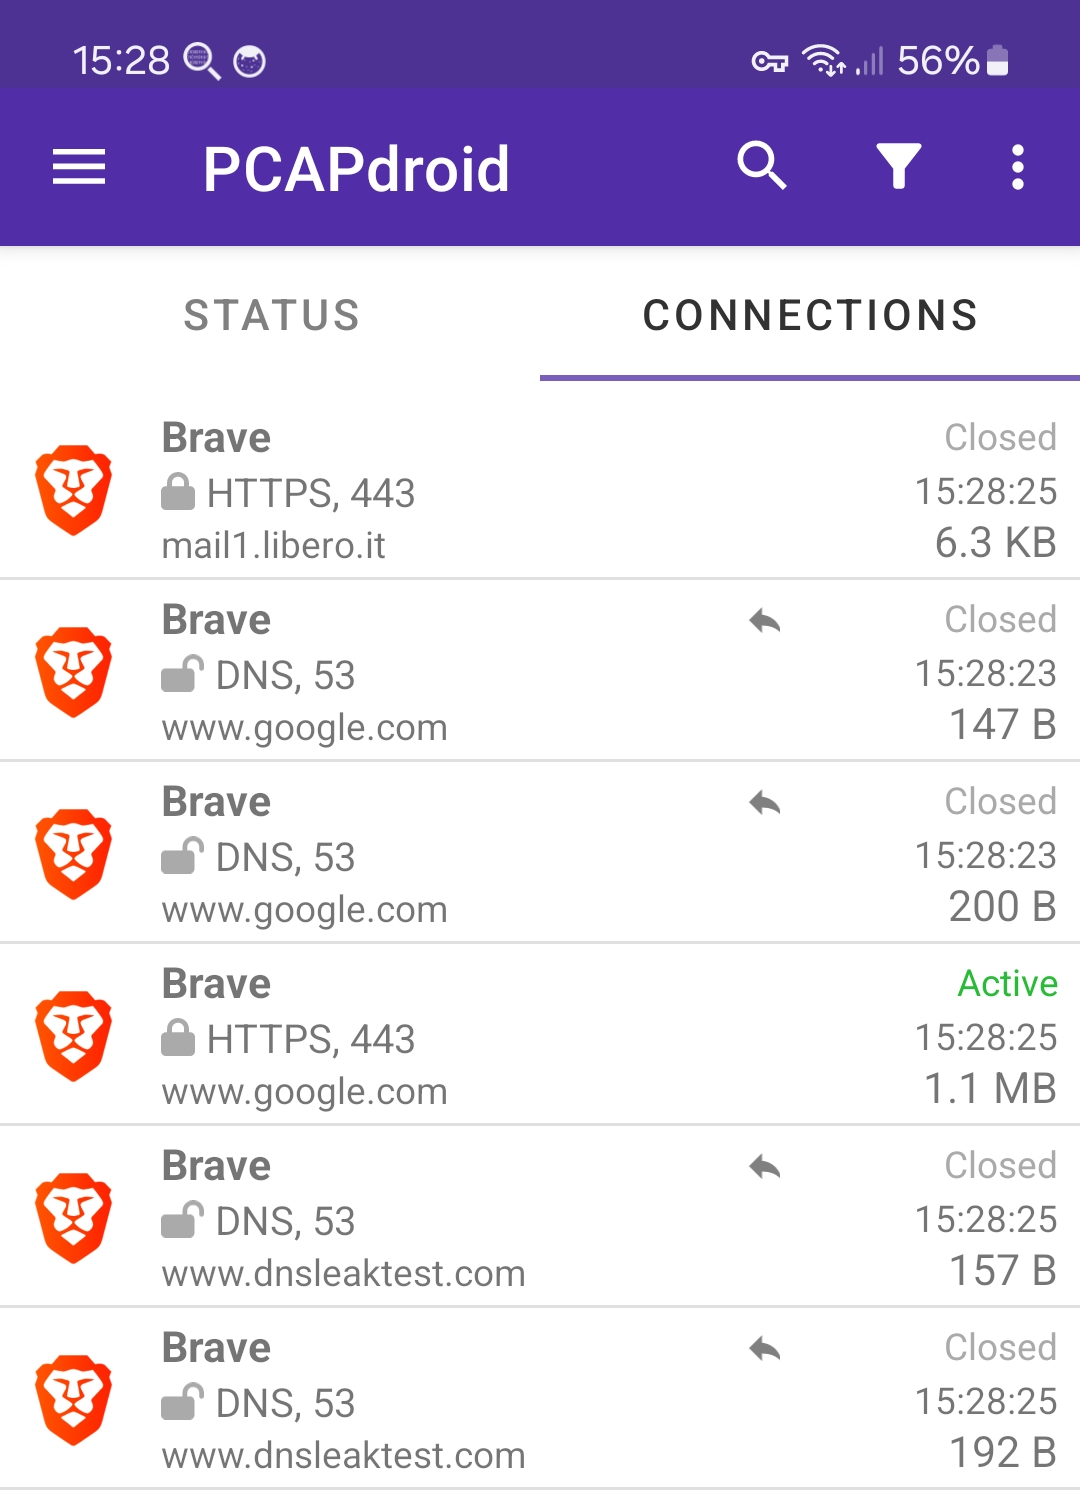 15:28 56%
PCAPdroid
STATUS CONNECTIONS
Brave Closed
HTTPS, 443 15:28:25
mail1.libero.it 6.3 KB
Brave Closed
DNS, 53 15:28:23
www.google.com 147 B
Brave Closed
DNS, 53 15:28:23
www.google.com 200 B
Brave Active
HTTPS, 443 15:28:25
www.google.com 1.1 MB
Brave Closed
DNS, 53 15:28:25
www.dnsleaktest.com 157 B
Brave Closed
DNS, 53 15:28:25
www.dnsleaktest.com 192 B